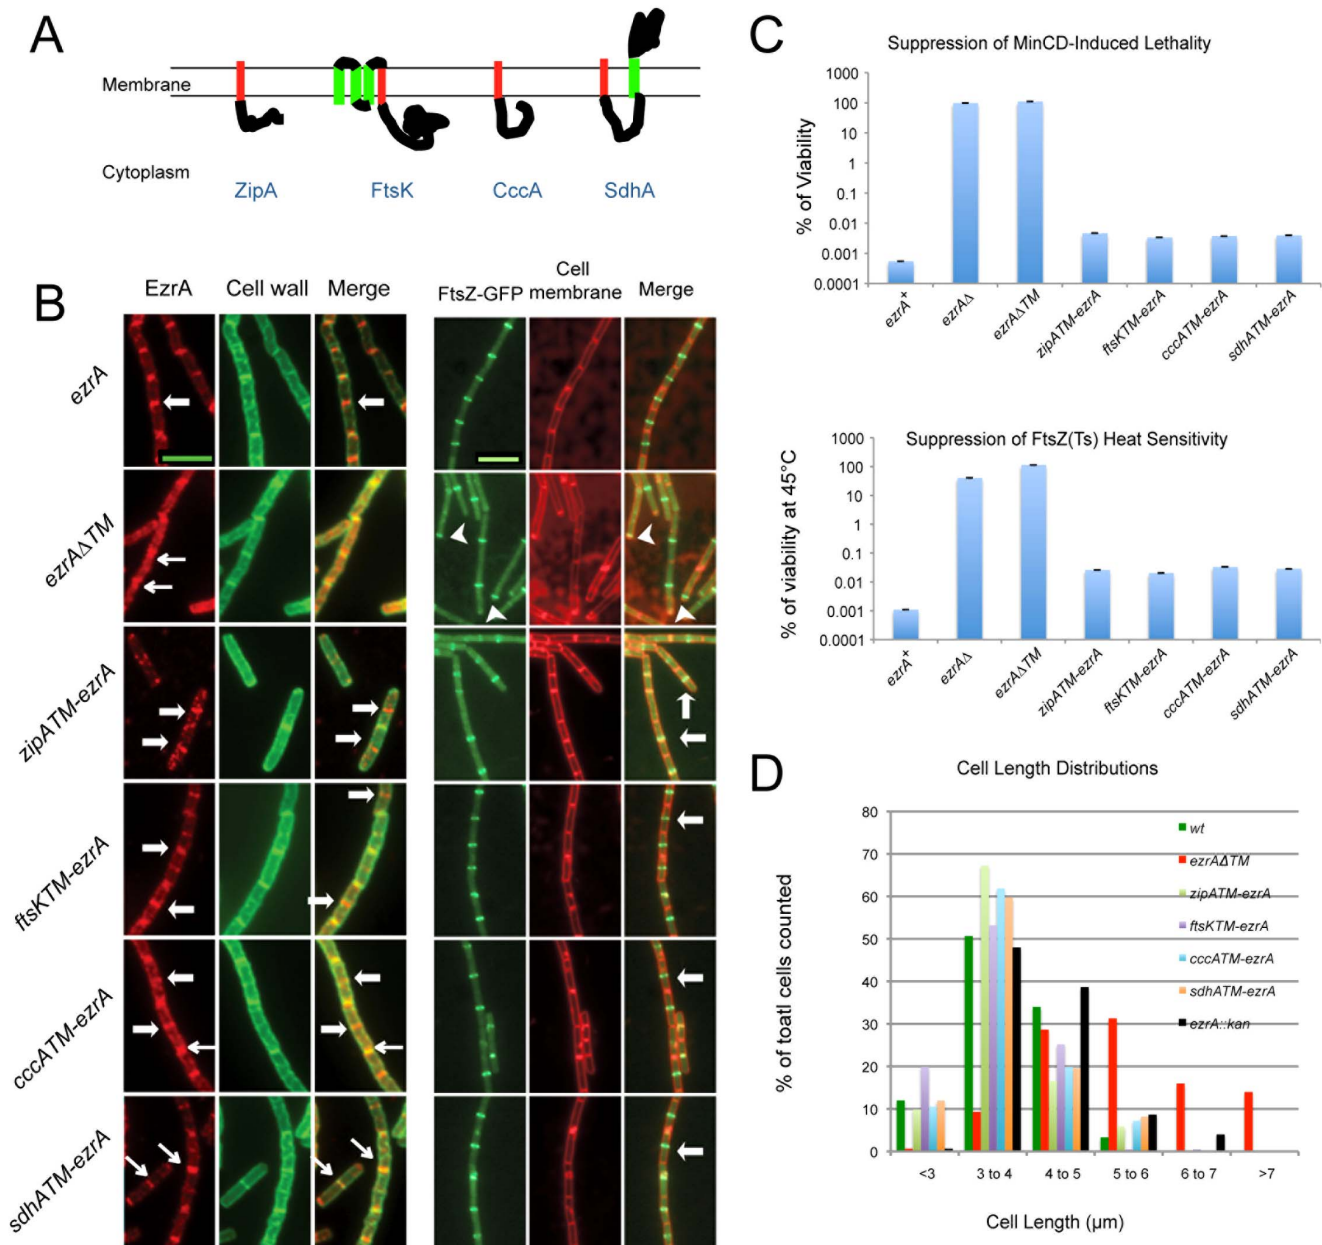 A
Membrane
Cytoplasm
ZipA
FtsK
CccA
SdhA
B
EzrA
Cell wall
Merge
FtsZ-GFP
Cell
membrane
Merge
ezrA
ezrAΔTM
zipATM-ezrA
ftsKTM-ezrA
cccATM-ezrA
sdhATM-ezrA
C
Suppression of MinCD-Induced Lethality
% of Viability
1000
100
10
1
0.1
0.01
0.001
0.0001
ezrA+
ezrAΔ
ezrAΔTM
zipATM-ezrA
ftsKTM-ezrA
cccATM-ezrA
sdhATM-ezrA
Suppression of FtsZ(Ts) Heat Sensitivity
% of viability at 45°C
1000
100
10
1
0.1
0.01
0.001
0.0001
ezrA+
ezrAΔ
ezrAΔTM
zipATM-ezrA
ftsKTM-ezrA
cccATM-ezrA
sdhATM-ezrA
D
Cell Length Distributions
% of toatl cells counted
80
70
60
50
40
30
20
10
0
wt
ezrAΔTM
zipATM-ezrA
ftsKTM-ezrA
cccATM-ezrA
sdhATM-ezrA
ezrA::kan
<3
3 to 4
4 to 5
5 to 6
6 to 7
>7
Cell Length (µm)